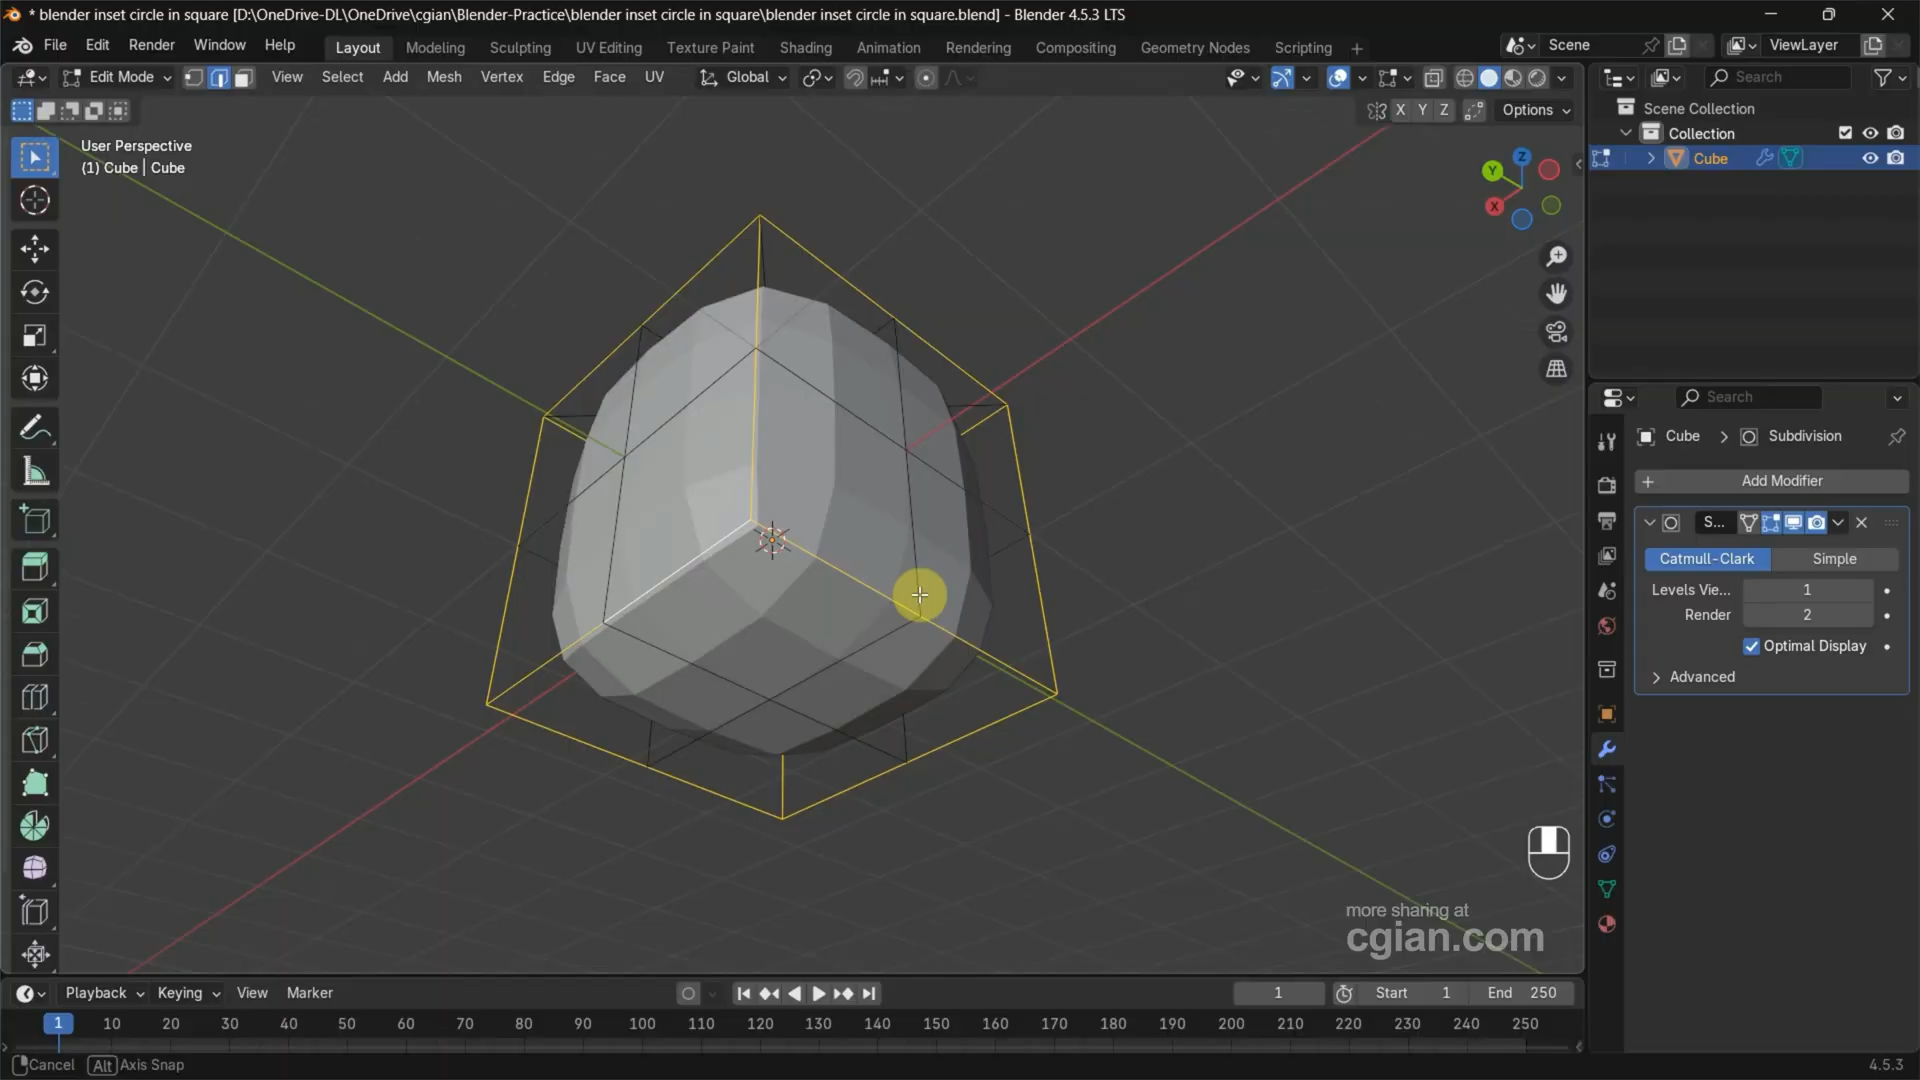 * blender inset circle in square [D:\OneDrive-DL\OneDrive\cgian\Blender-Practice\blender inset circle in square\blender inset circle in square.blend] - Blender 4.5.3 LTS
File Edit Render Window Help Layout Modeling Sculpting UV Editing Texture Paint Shading Animation Rendering Compositing Geometry Nodes Scripting + Scene ViewLayer
Edit Mode View Select Add Mesh Vertex Edge Face UV Global Search
X Y Z Options
Scene Collection
Collection
Cube
User Perspective
(1) Cube | Cube
Z
Y
X
Search
Cube > Subdivision
+ Add Modifier
S...
Catmull-Clark Simple
Levels Vie... 1
Render 2
Optimal Display
Advanced
more sharing at
cgian.com
Playback Keying View Marker 1 Start 1 End 250
1 10 20 30 40 50 60 70 80 90 100 110 120 130 140 150 160 170 180 190 200 210 220 230 240 250
Cancel Alt Axis Snap 4.5.3